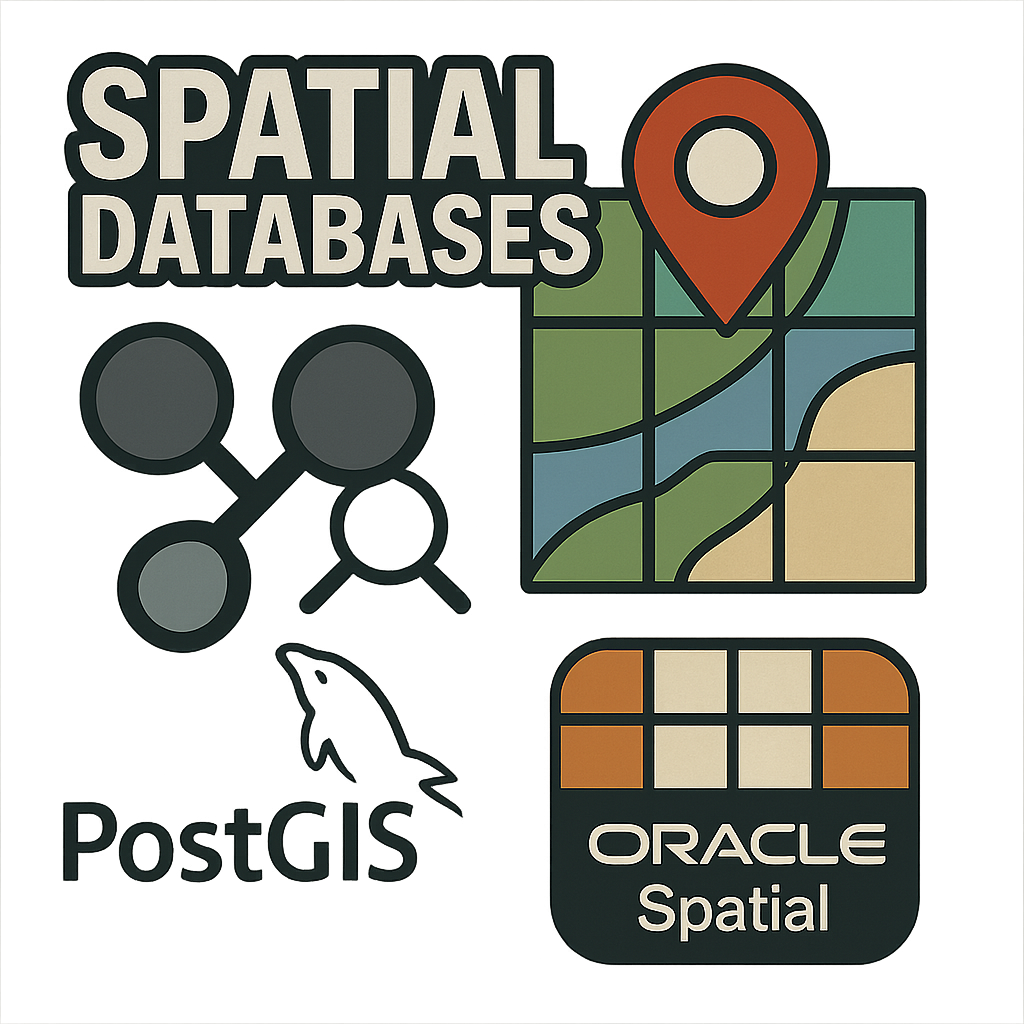 SPATIAL
DATABASES
PostGIS
ORACLE
Spatial